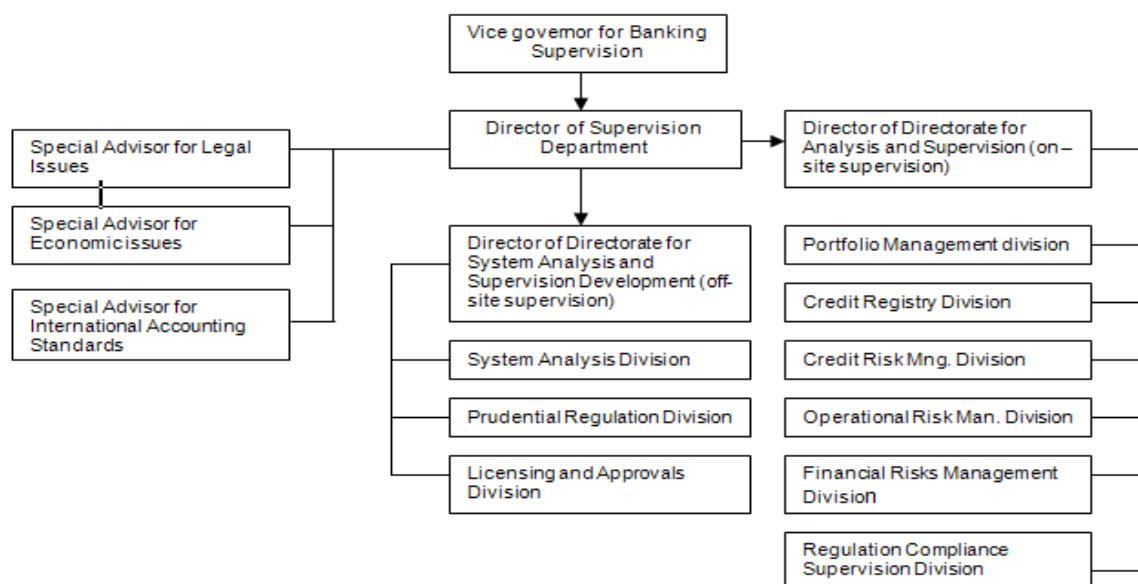 Vice governor for Banking
Supervision
Director of Supervision
Department
Director of Directorate for
Analysis and Supervision (on –
site supervision)
Special Advisor for Legal
Issues
Special Advisor for
Economic issues
Special Advisor for
International Accounting
Standards
Director of Directorate for
System Analysis and
Supervision Development (off-
site supervision)
System Analysis Division
Prudential Regulation Division
Licensing and Approvals
Division
Portfolio Management division
Credit Registry Division
Credit Risk Mng. Division
Operational Risk Man. Division
Financial Risks Management
Division
Regulation Compliance
Supervision Division